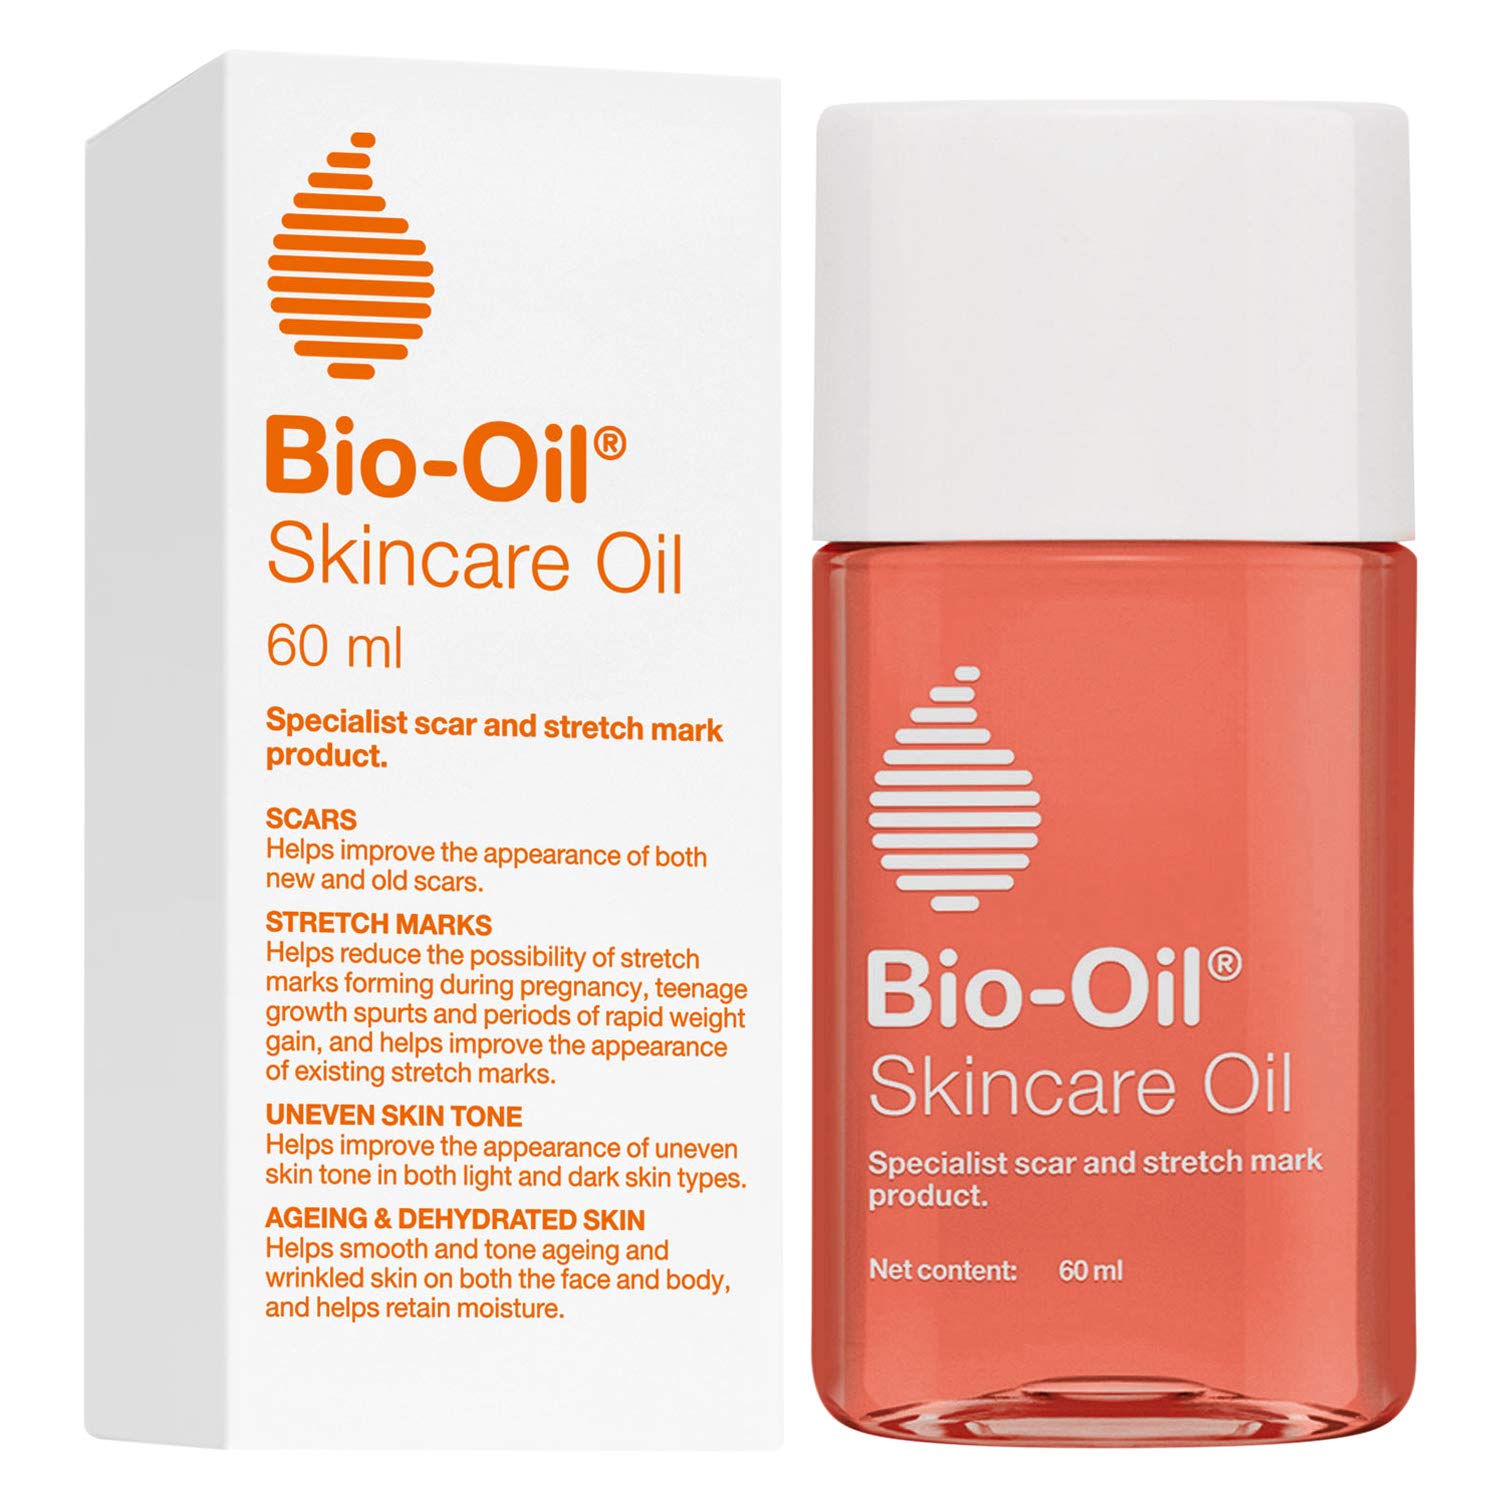 Bio-Oil®
Skincare Oil
60 ml
Specialist scar and stretch mark
product.
SCARS
Helps improve the appearance of both
new and old scars.
STRETCH MARKS
Helps reduce the possibility of stretch
marks forming during pregnancy, teenage
growth spurts and periods of rapid weight
gain, and helps improve the appearance
of existing stretch marks.
UNEVEN SKIN TONE
Helps improve the appearance of uneven
skin tone in both light and dark skin types.
AGEING & DEHYDRATED SKIN
Helps smooth and tone ageing and
wrinkled skin on both the face and body,
and helps retain moisture.
Bio-Oil®
Skincare Oil
Specialist scar and stretch mark
product.
Net content: 60 ml